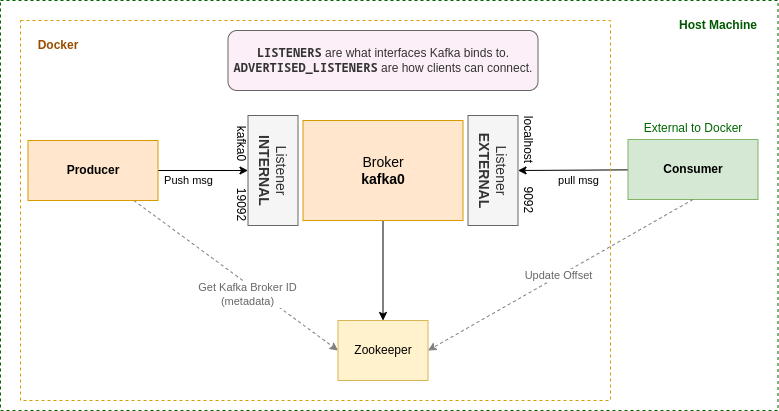 Host Machine
Docker
LISTENERS are what interfaces Kafka binds to.
ADVERTISED_LISTENERS are how clients can connect.
External to Docker
Producer
Push msg
kafka0
19092
Listener
INTERNAL
Broker
kafka0
Listener
EXTERNAL
localhost
9092
pull msg
Consumer
Get Kafka Broker ID
(metadata)
Update Offset
Zookeeper